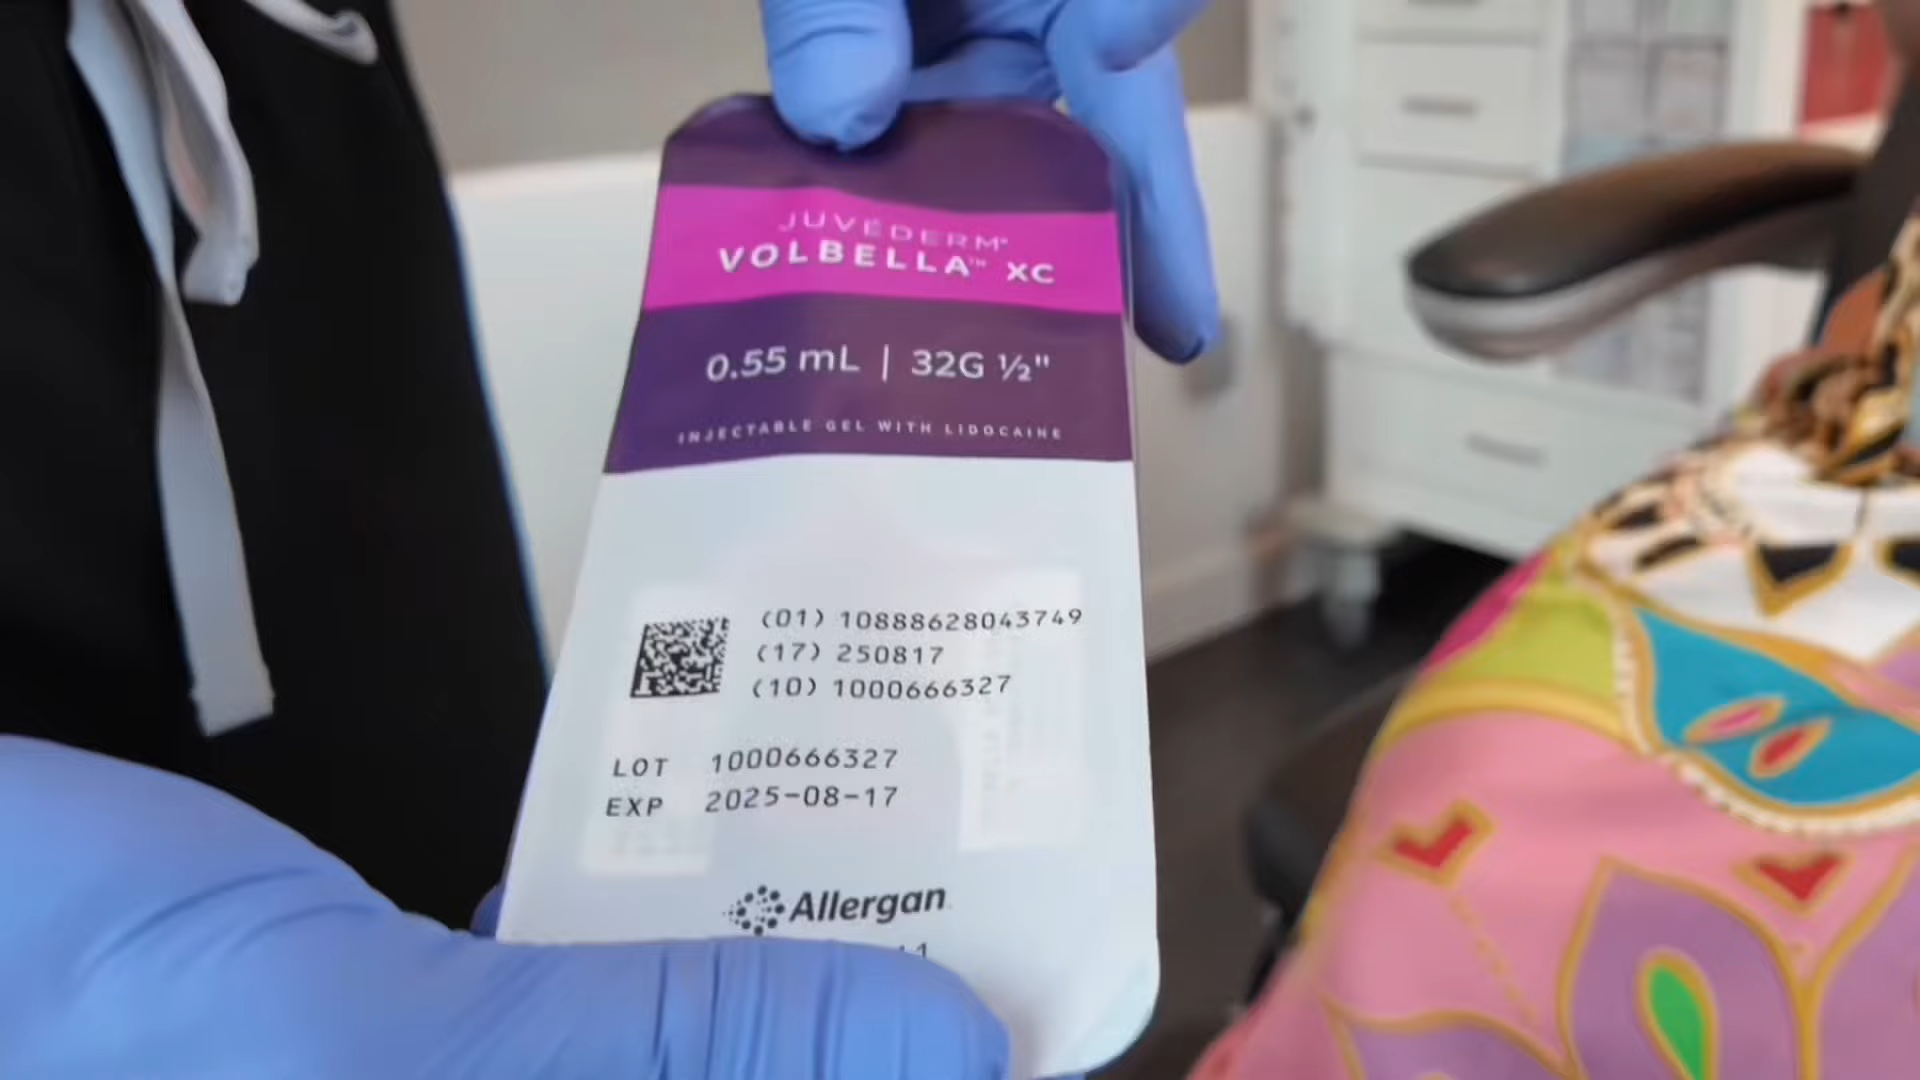 JUVÉDERM®
VOLBELLA™ XC
0.55 mL | 32G ½"
INJECTABLE GEL WITH LIDOCAINE
(01) 10888628043749
(17) 250817
(10) 1000666327
LOT 1000666327
EXP 2025-08-17
Allergan